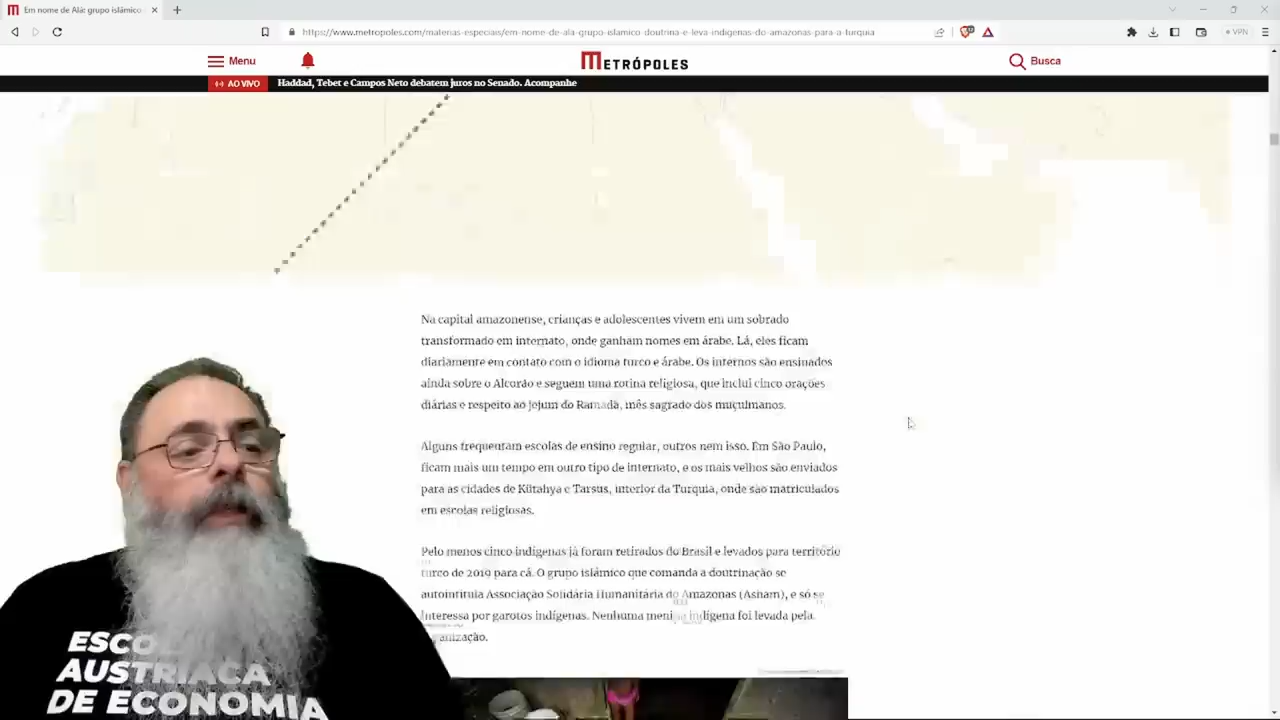 Em nome de Alá: grupo islâmico
https://www.metropoles.com/materias-especiais/em-nome-de-ala-grupo-islamico-doutrina-e-leva-indigenas-do-amazonas-para-a-turquia
VPN
Menu
METRÓPOLES
Busca
AO VIVO
Haddad, Tebet e Campos Neto debatem juros no Senado. Acompanhe
Na capital amazonense, crianças e adolescentes vivem em um sobrado
transformado em internato, onde ganham nomes em árabe. Lá, eles ficam
diariamente em contato com o idioma turco e árabe. Os internos são ensinados
ainda sobre o Alcorão e seguem uma rotina religiosa, que inclui cinco orações
diárias e respeito ao jejum do Ramadã, mês sagrado dos muçulmanos.
Alguns frequentam escolas de ensino regular, outros nem isso. Em São Paulo,
ficam mais um tempo em outro tipo de internato, e os mais velhos são enviados
para as cidades de Kütahya e Tarsus, interior da Turquia, onde são matriculados
em escolas religiosas.
Pelo menos cinco indígenas já foram retirados do Brasil e levados para território
turco de 2019 para cá. O grupo islâmico que comanda a doutrinação se
autointitula Associação Solidária Humanitária do Amazonas (Asham), e só se
interessa por garotos indígenas. Nenhuma menina indígena foi levada pela
ESCO
AUSTRÍACA
DE ECONOMIA